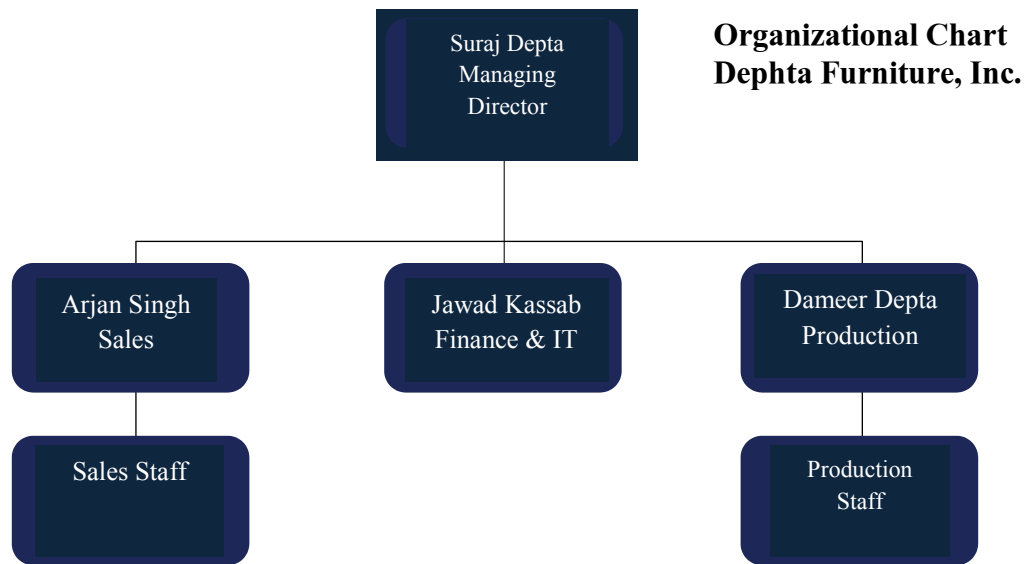 Suraj Depta
Managing
Director
Organizational Chart
Dephta Furniture, Inc.
Arjan Singh
Sales
Jawad Kassab
Finance & IT
Dameer Depta
Production
Sales Staff
Production
Staff